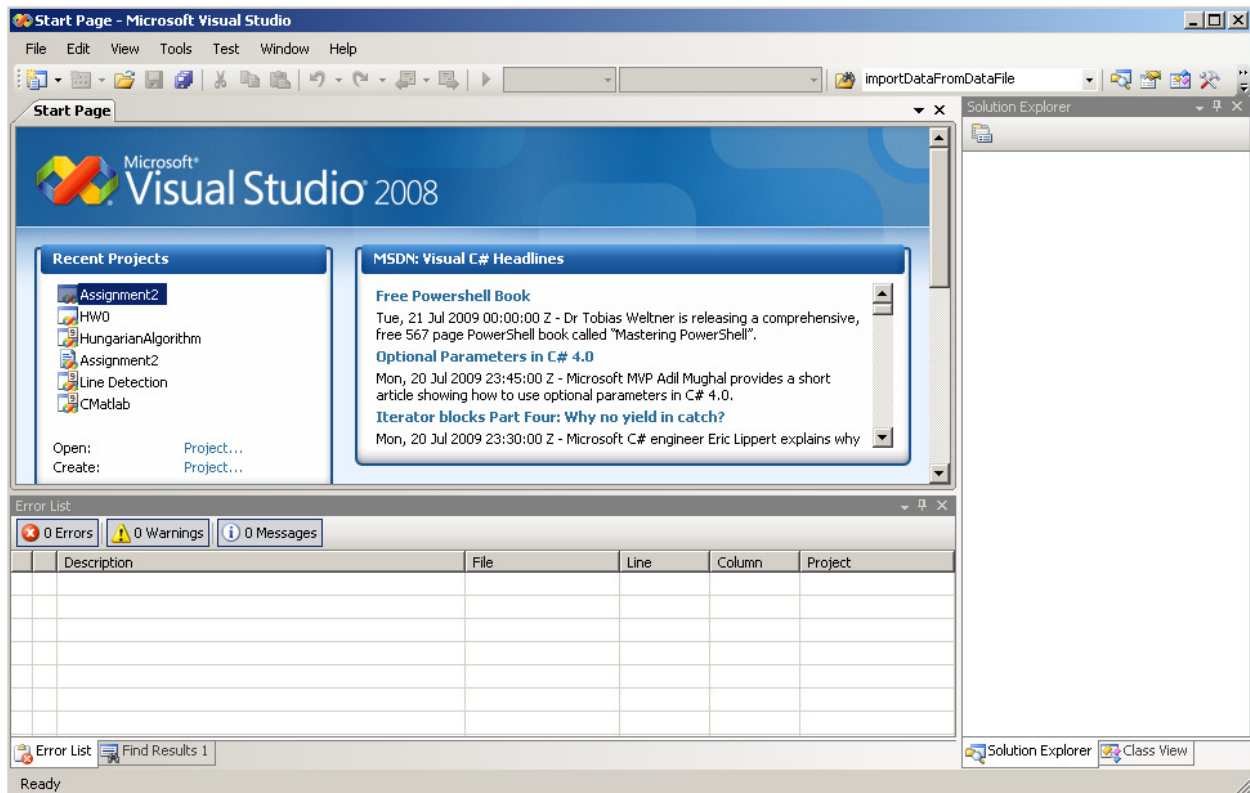 Start Page - Microsoft Visual Studio
File Edit View Tools Test Window Help
importDataFromDataFile
Start Page
Microsoft®
Visual Studio 2008
Recent Projects
Assignment2
HW0
HungarianAlgorithm
Assignment2
Line Detection
CMatlab
Open: Project...
Create: Project...
MSDN: Visual C# Headlines
Free Powershell Book
Tue, 21 Jul 2009 00:00:00 Z - Dr Tobias Weltner is releasing a comprehensive,
free 567 page PowerShell book called "Mastering PowerShell".
Optional Parameters in C# 4.0
Mon, 20 Jul 2009 23:45:00 Z - Microsoft MVP Adil Mughal provides a short
article showing how to use optional parameters in C# 4.0.
Iterator blocks Part Four: Why no yield in catch?
Mon, 20 Jul 2009 23:30:00 Z - Microsoft C# engineer Eric Lippert explains why
Solution Explorer
Error List
0 Errors 0 Warnings 0 Messages
Description File Line Column Project
Error List Find Results 1
Solution Explorer Class View
Ready